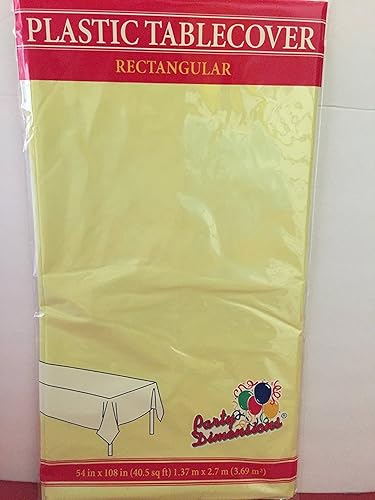 PLASTIC TABLECOVER
RECTANGULAR
Party
Dimensions®
54 in x 108 in (40.5 sq ft) 1.37 m x 2.7 m (3.69 m²)